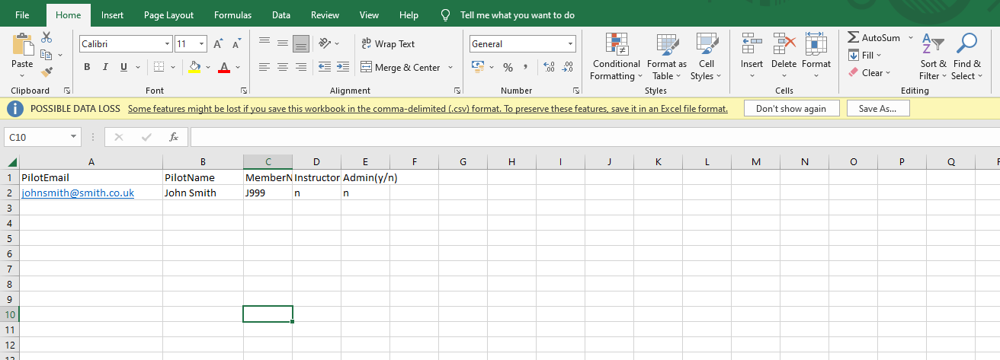 File Home Insert Page Layout Formulas Data Review View Help Tell me what you want to do
Calibri 11 A A ab Wrap Text General AutoSum
Paste B I U A Merge & Center % , .00 .00 Conditional Formatting Format as Table Cell Styles Insert Delete Format Fill Clear Sort & Filter Find & Select
Clipboard Font Alignment Number Styles Cells Editing
POSSIBLE DATA LOSS Some features might be lost if you save this workbook in the comma-delimited (.csv) format. To preserve these features, save it in an Excel file format. Don't show again Save As...
C10 fx
A B C D E F G H I J K L M N O P Q
1 PilotEmail PilotName MemberN Instructor Admin(y/n)
2 johnsmith@smith.co.uk John Smith J999 n n
3
4
5
6
7
8
9
10
11
12